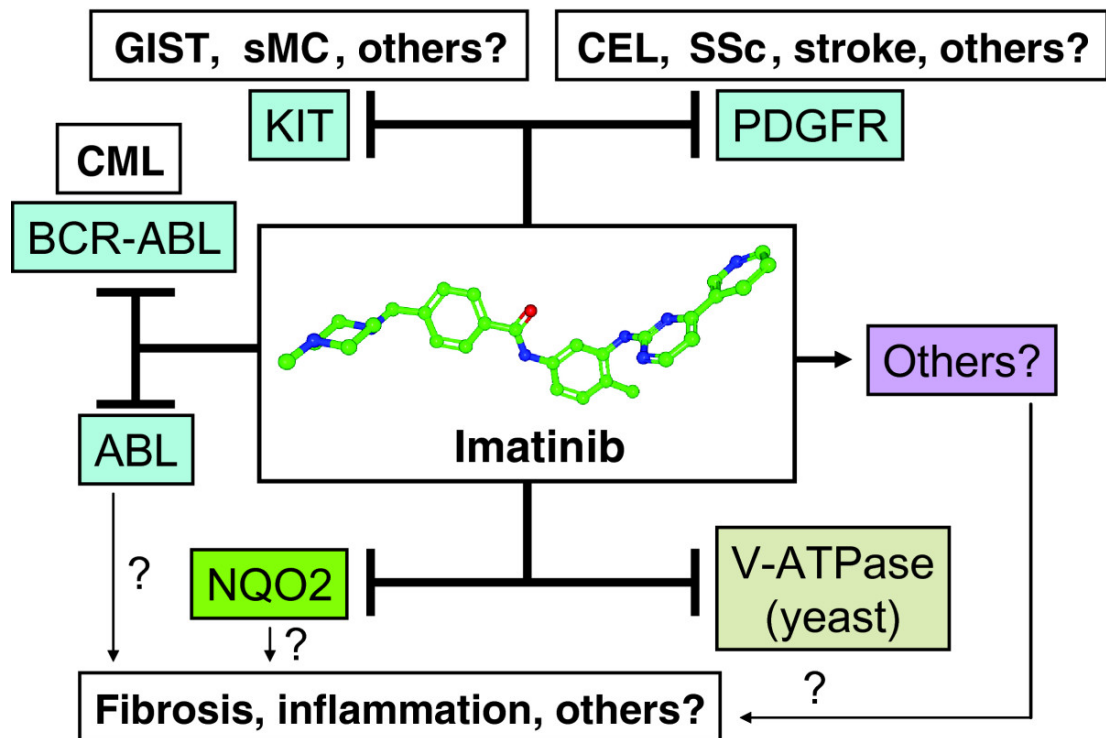 GIST, sMC, others?
CEL, SSc, stroke, others?
KIT
PDGFR
CML
BCR-ABL
Imatinib
Others?
ABL
?
NQO2
?
V-ATPase
(yeast)
?
Fibrosis, inflammation, others?